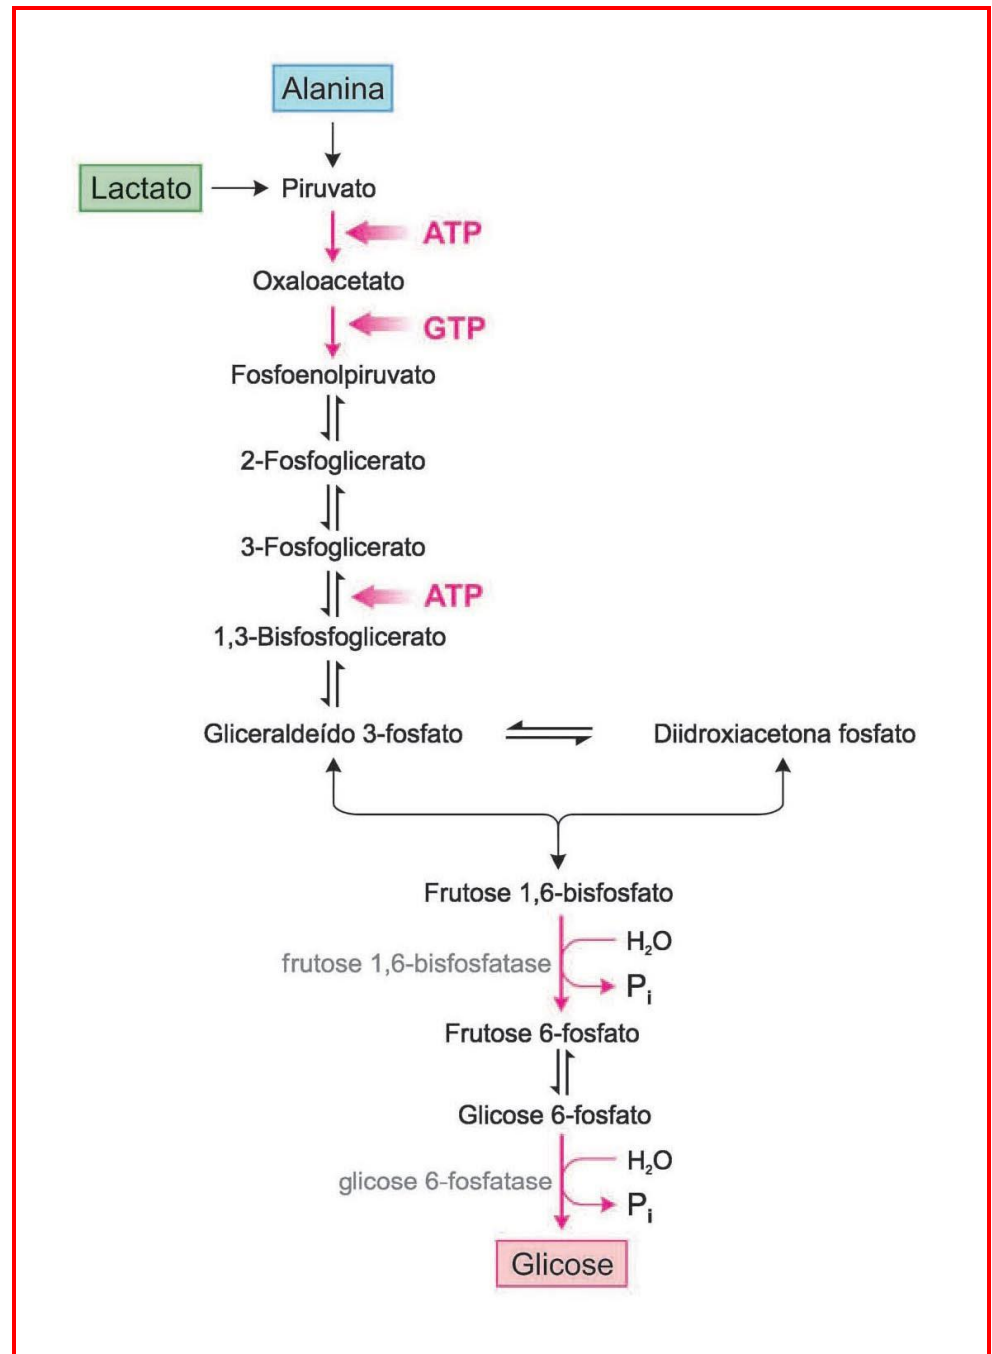 Alanina
Lactato
Piruvato
ATP
Oxaloacetato
GTP
Fosfoenolpiruvato
2-Fosfoglicerato
3-Fosfoglicerato
ATP
1,3-Bisfosfoglicerato
Gliceraldeído 3-fosfato
Diidroxiacetona fosfato
Frutose 1,6-bisfosfato
H₂O
frutose 1,6-bisfosfatase
Pᵢ
Frutose 6-fosfato
Glicose 6-fosfato
H₂O
glicose 6-fosfatase
Pᵢ
Glicose